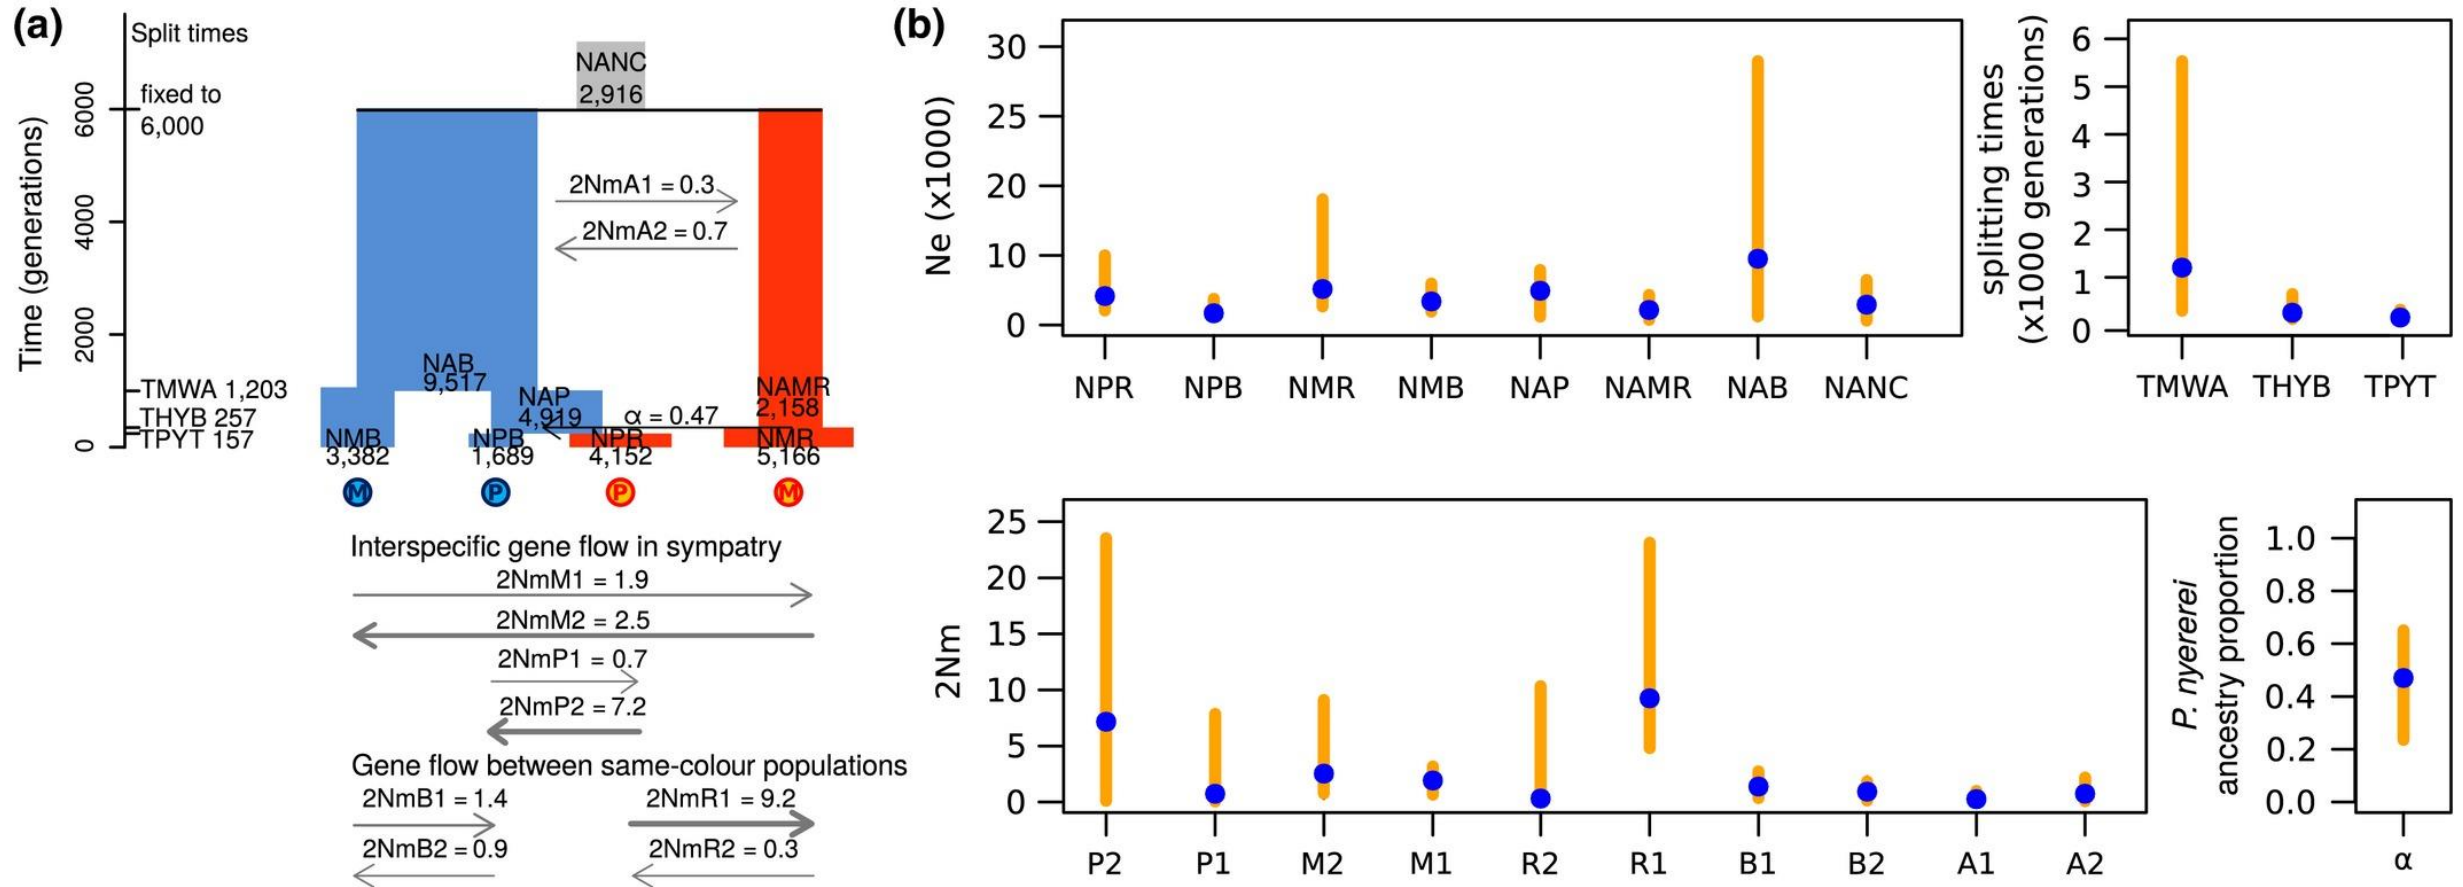 (a)
Split times
fixed to
6,000
Time (generations)
6000
4000
2000
0
TMWA 1,203
THYB 257
TPYT 157
NANC
2,916
2NmA1 = 0.3
2NmA2 = 0.7
NAB
9,517
NAP
4,919
α = 0.47
NAMR
2,158
NMB
3,382
NPB
1,689
NPR
4,152
NMR
5,166
M
P
P
M
Interspecific gene flow in sympatry
2NmM1 = 1.9
2NmM2 = 2.5
2NmP1 = 0.7
2NmP2 = 7.2
Gene flow between same-colour populations
2NmB1 = 1.4
2NmR1 = 9.2
2NmB2 = 0.9
2NmR2 = 0.3
(b)
Ne (x1000)
30
25
20
15
10
5
0
NPR NPB NMR NMB NAP NAMR NAB NANC
splitting times
(x1000 generations)
6
5
4
3
2
1
0
TMWA THYB TPYT
2Nm
25
20
15
10
5
0
P2 P1 M2 M1 R2 R1 B1 B2 A1 A2
P. nyererei
ancestry proportion
1.0
0.8
0.6
0.4
0.2
0.0
α